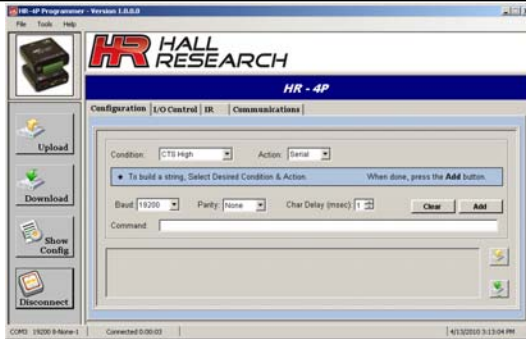 HR-4P Programmer - Version 1.0.0.0
File Tools Help
HR HALL RESEARCH
HR - 4P
Configuration I/O Control IR Communications
Upload
Download
Show Config
Disconnect
Condition: CTS High Action: Serial
To build a string, Select Desired Condition & Action. When done, press the Add button.
Baud: 19200 Parity: None Char Delay (msec): 1 Clear Add
Command
COM3 19200 8-None-1 Connected 0:00:03 4/13/2010 3:13:04 PM